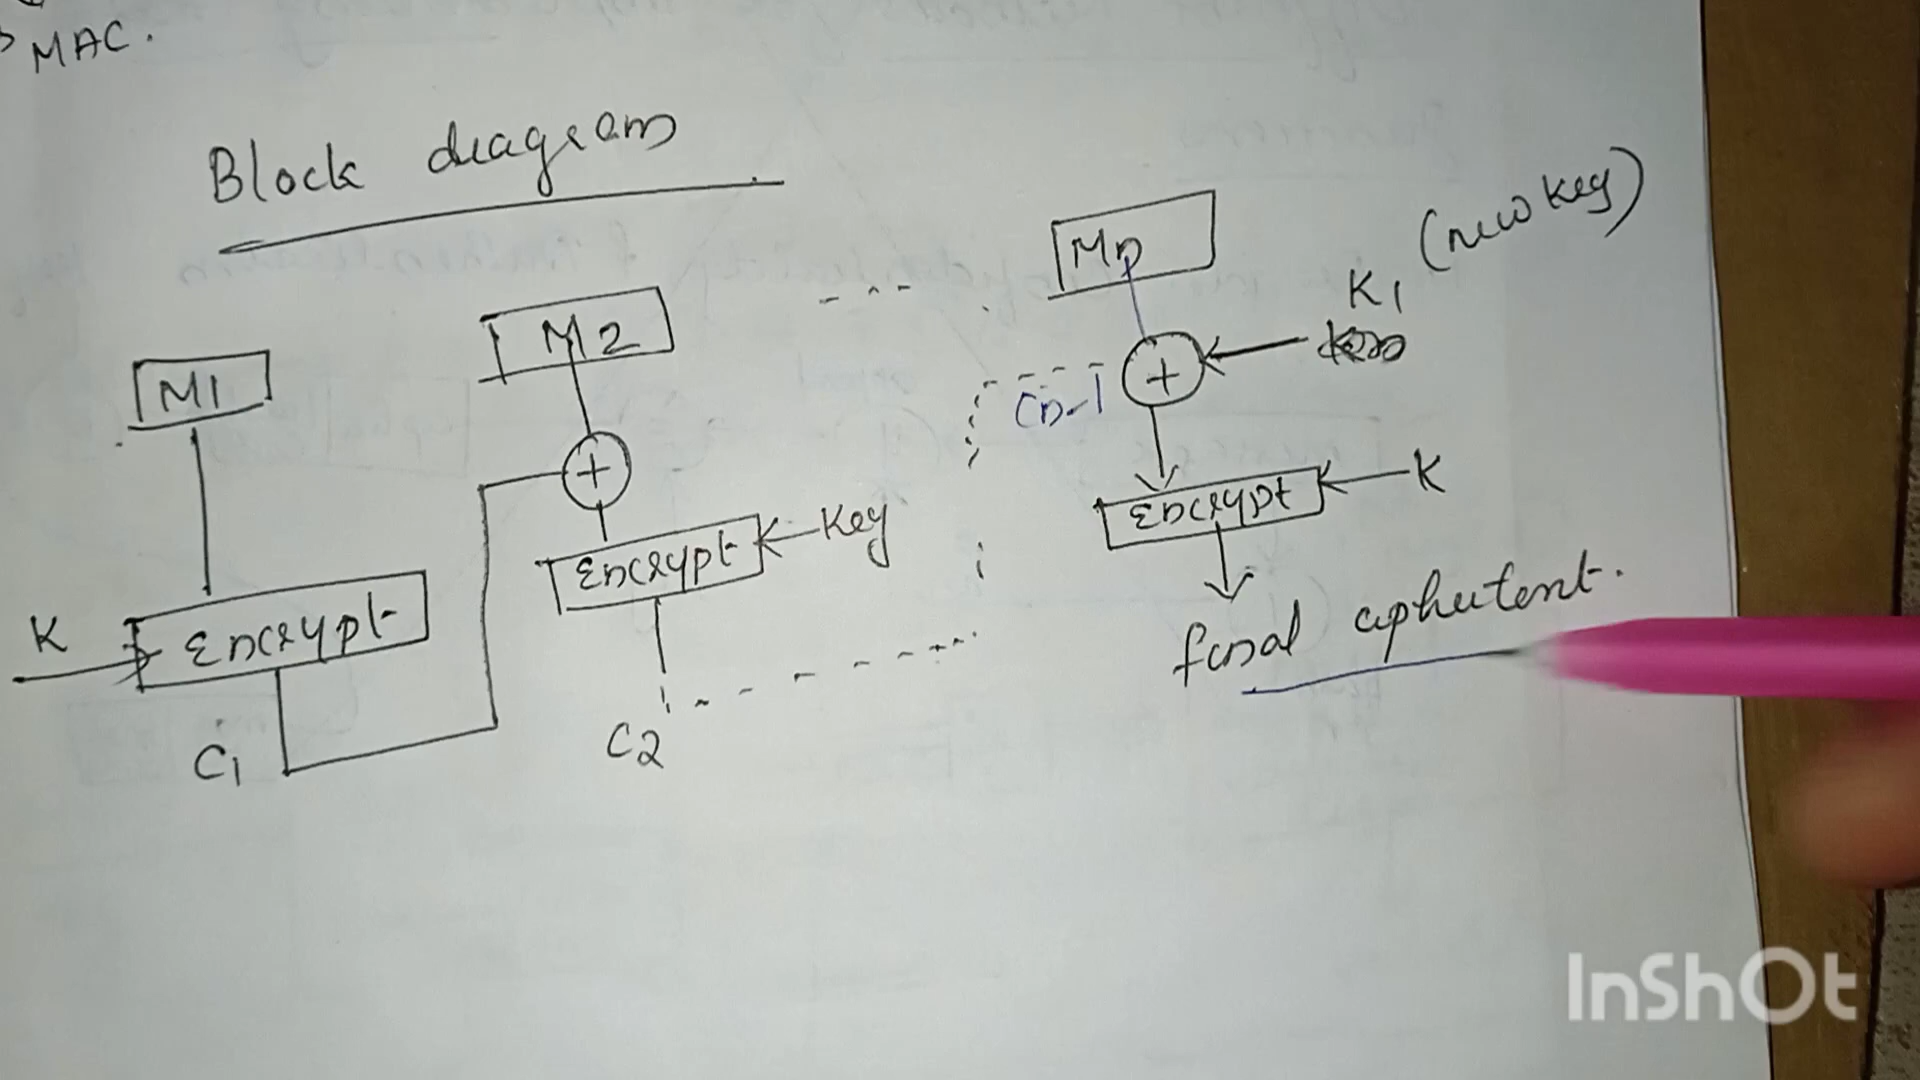 MAC.
Block diagram
M1
K
Encrypt
C1
M2
+
Encrypt
Key
C2
Mn
K1 (new key)
+
Cn-1
Encrypt
K
final ciphertext.
InShOt